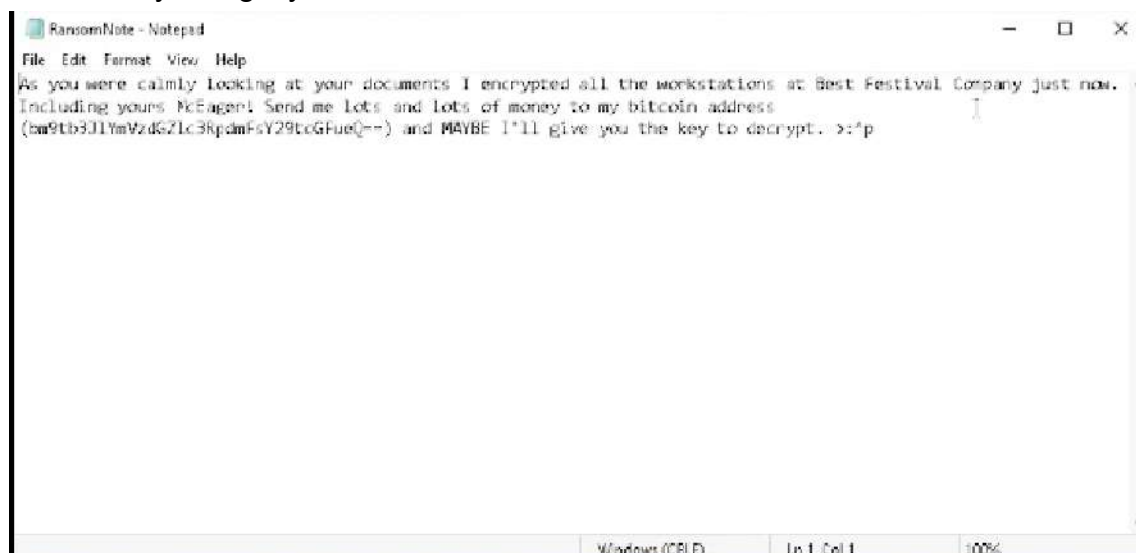 RansomNote - Notepad
File Edit Format View Help
As you were calmly looking at your documents I encrypted all the workstations at Best Festival Company just now.
Including yours McEager! Send me lots and lots of money to my bitcoin address
(bm9tb3JlYmVzdGZlc3RpdmFsY29tcGFueQ==) and MAYBE I'll give you the key to decrypt. >:^p
Windows (CRLF) Ln 1, Col 1 100%